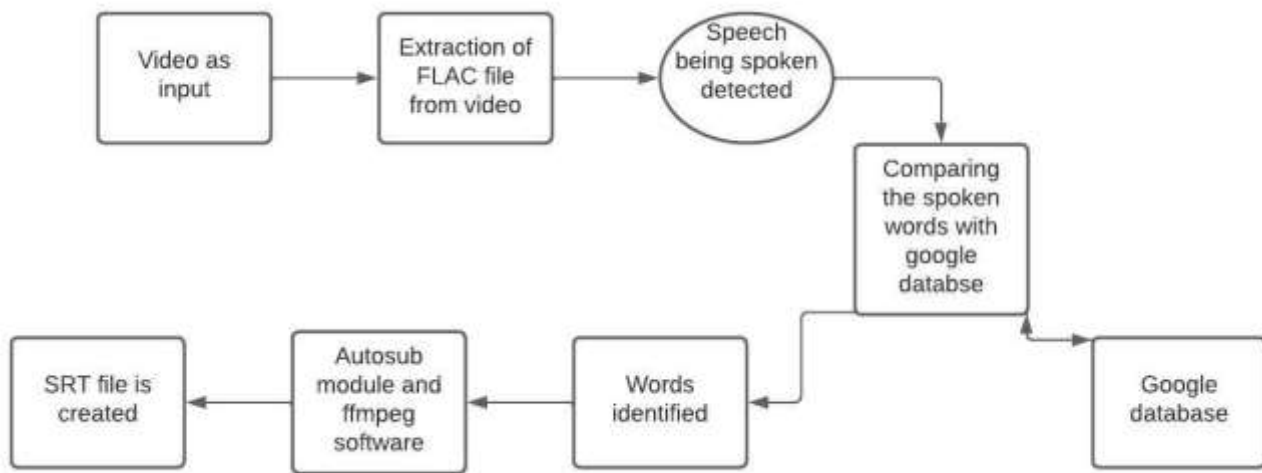 Video as
input
Extraction of
FLAC file
from video
Speech
being spoken
detected
Comparing
the spoken
words with
google
databse
Google
database
Words
identified
Autosub
module and
ffmpeg
software
SRT file is
created